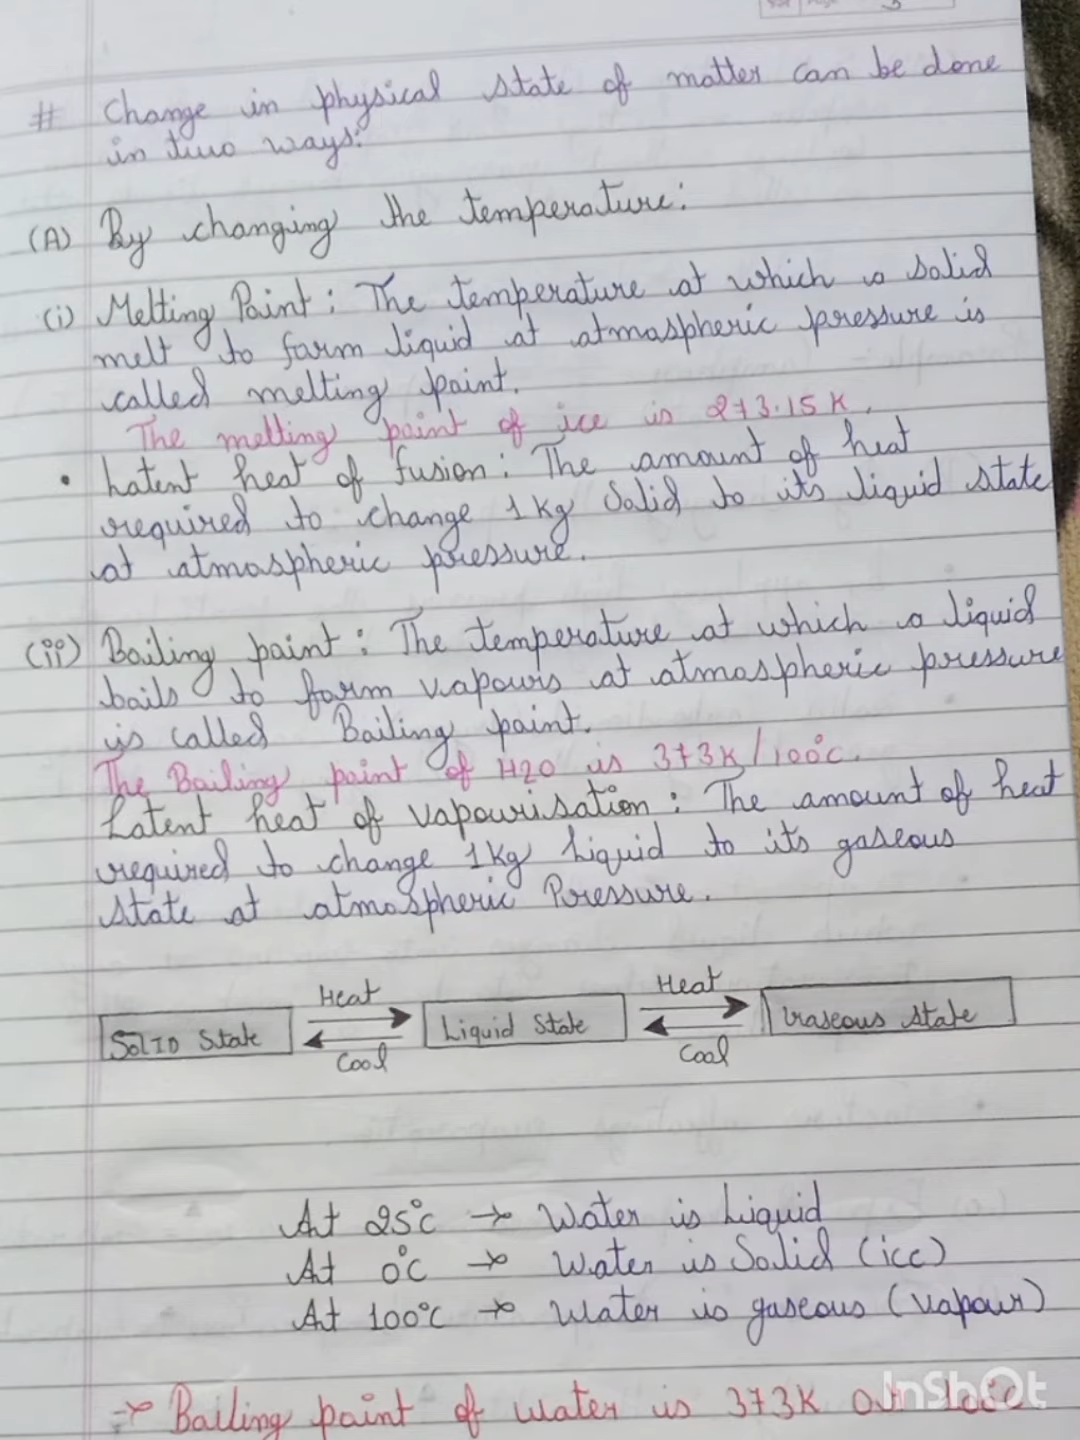 # Change in physical state of matter can be done
in two ways:
(A) By changing the temperature:
(i) Melting Point: The temperature at which a solid
melt to form liquid at atmospheric pressure is
called melting point.
The melting point of ice is 273.15 K.
• Latent heat of fusion: The amount of heat
required to change 1 kg Solid to its liquid state
at atmospheric pressure.
(ii) Boiling point: The temperature at which a liquid
boils to form vapours at atmospheric pressure
is called Boiling point.
The Boiling point of H2O is 373K/100°C.
Latent heat of vapourisation: The amount of heat
required to change 1kg Liquid to its gaseous
state at atmospheric Pressure.
Heat Heat
SOLID State Liquid State Gaseous State
Cool Cool
At 25°C → Water is Liquid
At 0°C → Water is Solid (ice)
At 100°C → Water is gaseous (vapour)
→ Boiling point of water is 373K or 100°C
InShOt